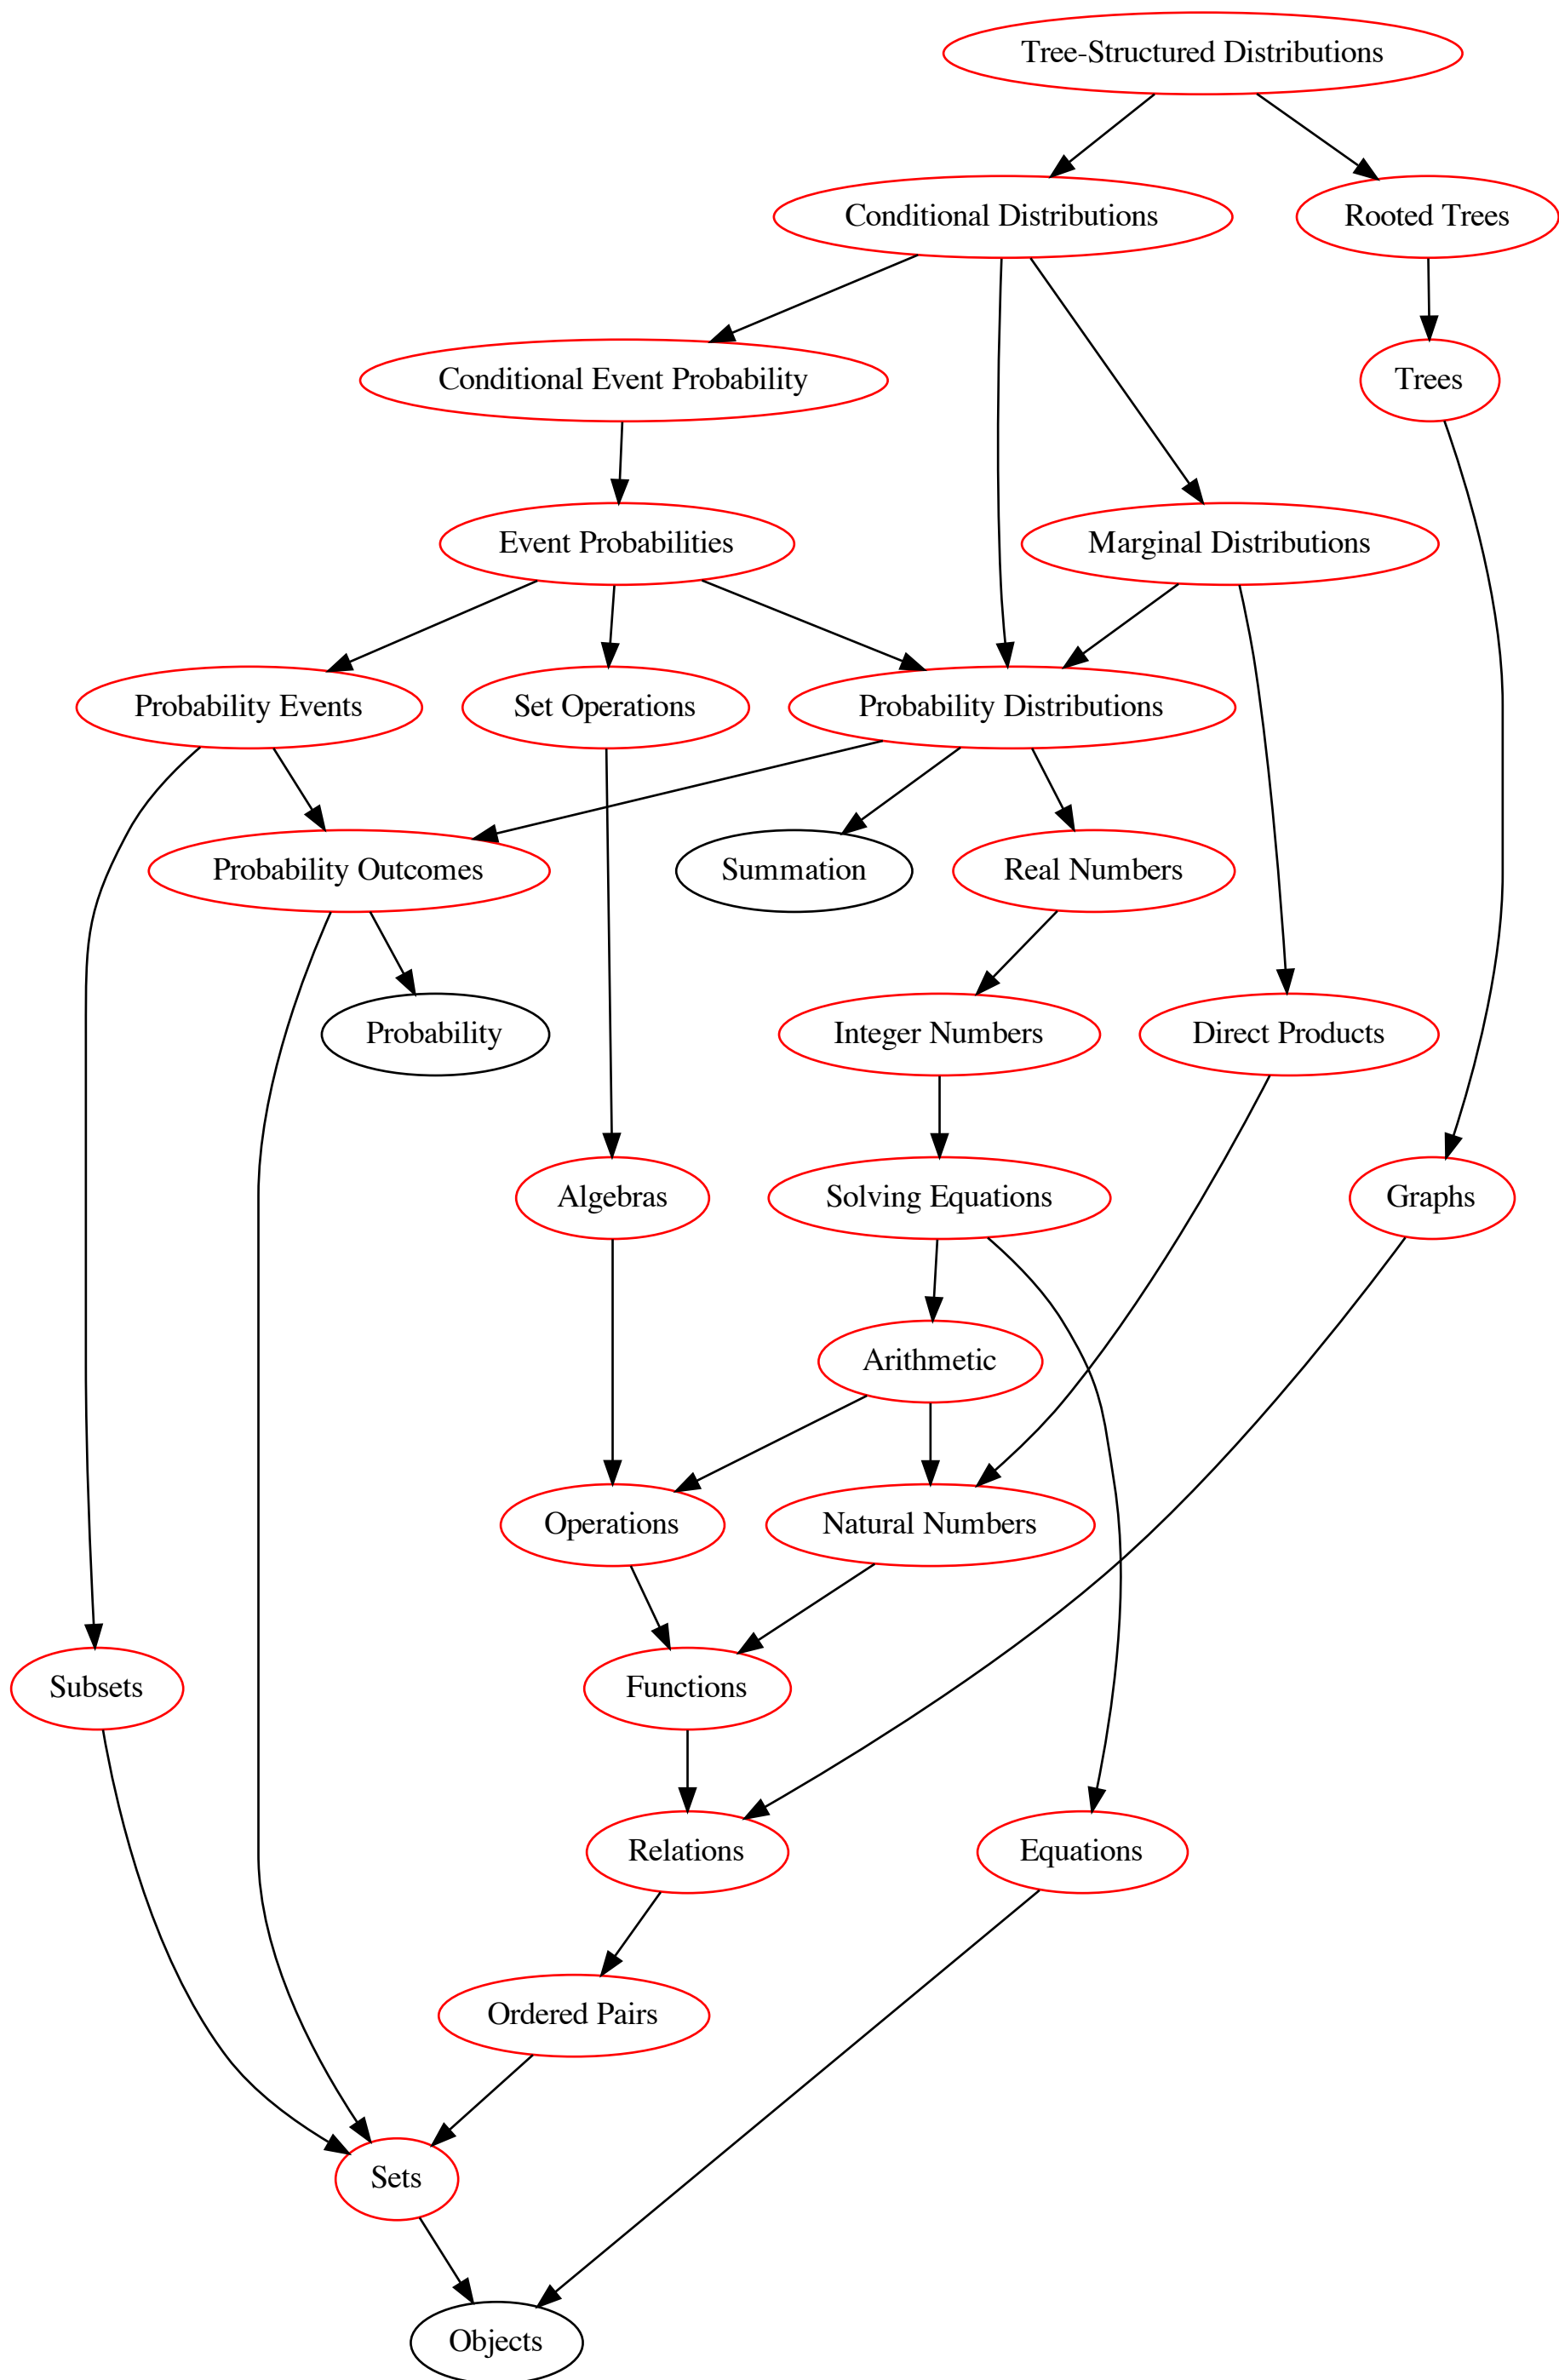 Tree-Structured Distributions
Conditional Distributions
Rooted Trees
Conditional Event Probability
Trees
Event Probabilities
Marginal Distributions
Probability Events
Set Operations
Probability Distributions
Probability Outcomes
Summation
Real Numbers
Probability
Integer Numbers
Direct Products
Algebras
Solving Equations
Graphs
Arithmetic
Operations
Natural Numbers
Subsets
Functions
Relations
Equations
Ordered Pairs
Sets
Objects